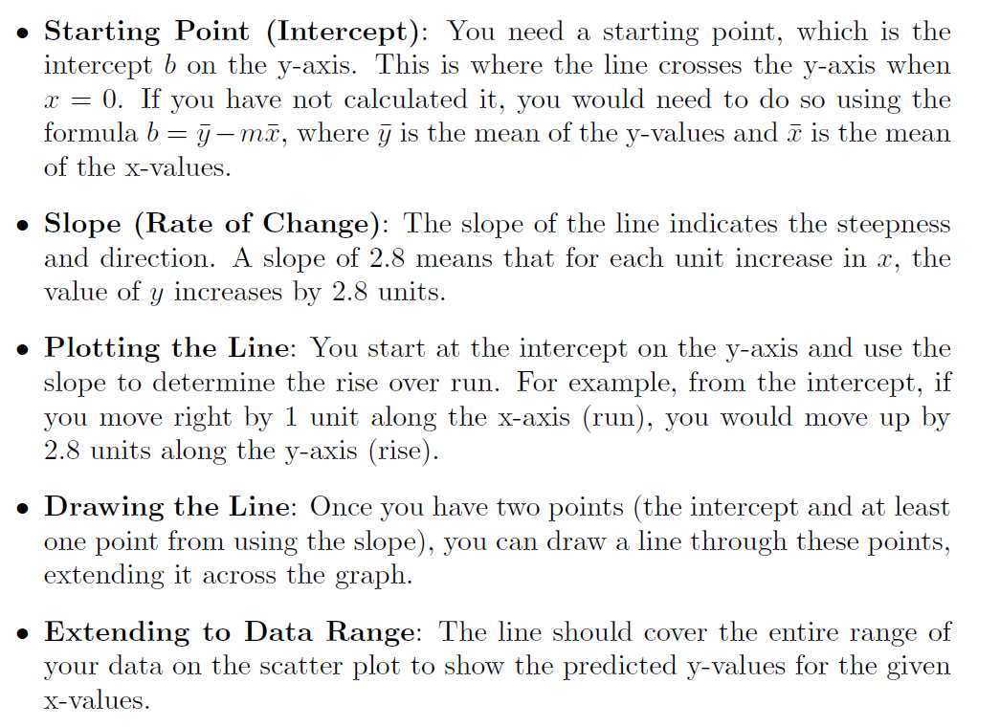 • Starting Point (Intercept): You need a starting point, which is the
intercept b on the y-axis. This is where the line crosses the y-axis when
x = 0. If you have not calculated it, you would need to do so using the
formula b = ȳ − mx̄, where ȳ is the mean of the y-values and x̄ is the mean
of the x-values.
• Slope (Rate of Change): The slope of the line indicates the steepness
and direction. A slope of 2.8 means that for each unit increase in x, the
value of y increases by 2.8 units.
• Plotting the Line: You start at the intercept on the y-axis and use the
slope to determine the rise over run. For example, from the intercept, if
you move right by 1 unit along the x-axis (run), you would move up by
2.8 units along the y-axis (rise).
• Drawing the Line: Once you have two points (the intercept and at least
one point from using the slope), you can draw a line through these points,
extending it across the graph.
• Extending to Data Range: The line should cover the entire range of
your data on the scatter plot to show the predicted y-values for the given
x-values.